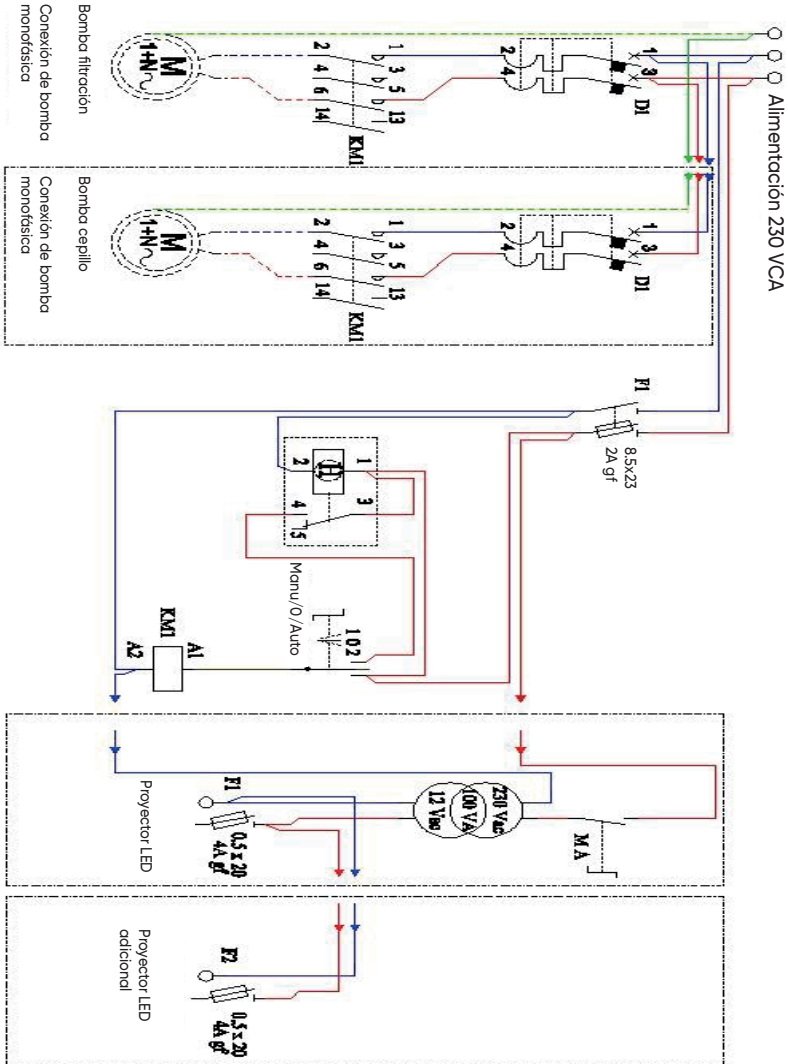 Alimentación 230 VCA
1
3
D1
2
4
1
3
5
13
2
4
6
14
KM1
M
1+N~
Bomba filtración
Conexión de bomba
monofásica
1
3
D1
2
4
1
3
5
13
2
4
6
14
KM1
M
1+N~
Bomba cepillo
Conexión de bomba
monofásica
F1
8.5x23
2A gf
1
3
H
2
4
5
Manu/0/Auto
1 0 2
KM1
A1
A2
MA
230 Vac
100 VA
12 Vac
F1
0.5 x 20
4A gf
Proyector LED
F2
0.5 x 20
4A gf
Proyector LED
adicional